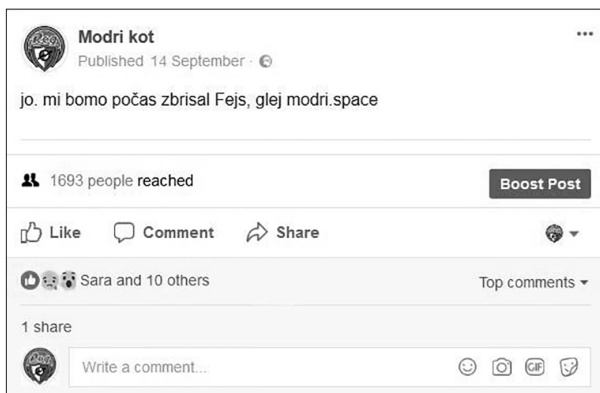 Modri kot
Published 14 September ·
jo. mi bomo počas zbrisal Fejs, glej modri.space
1693 people reached
Boost Post
Like Comment Share
Sara and 10 others
Top comments
1 share
Write a comment...
GIF